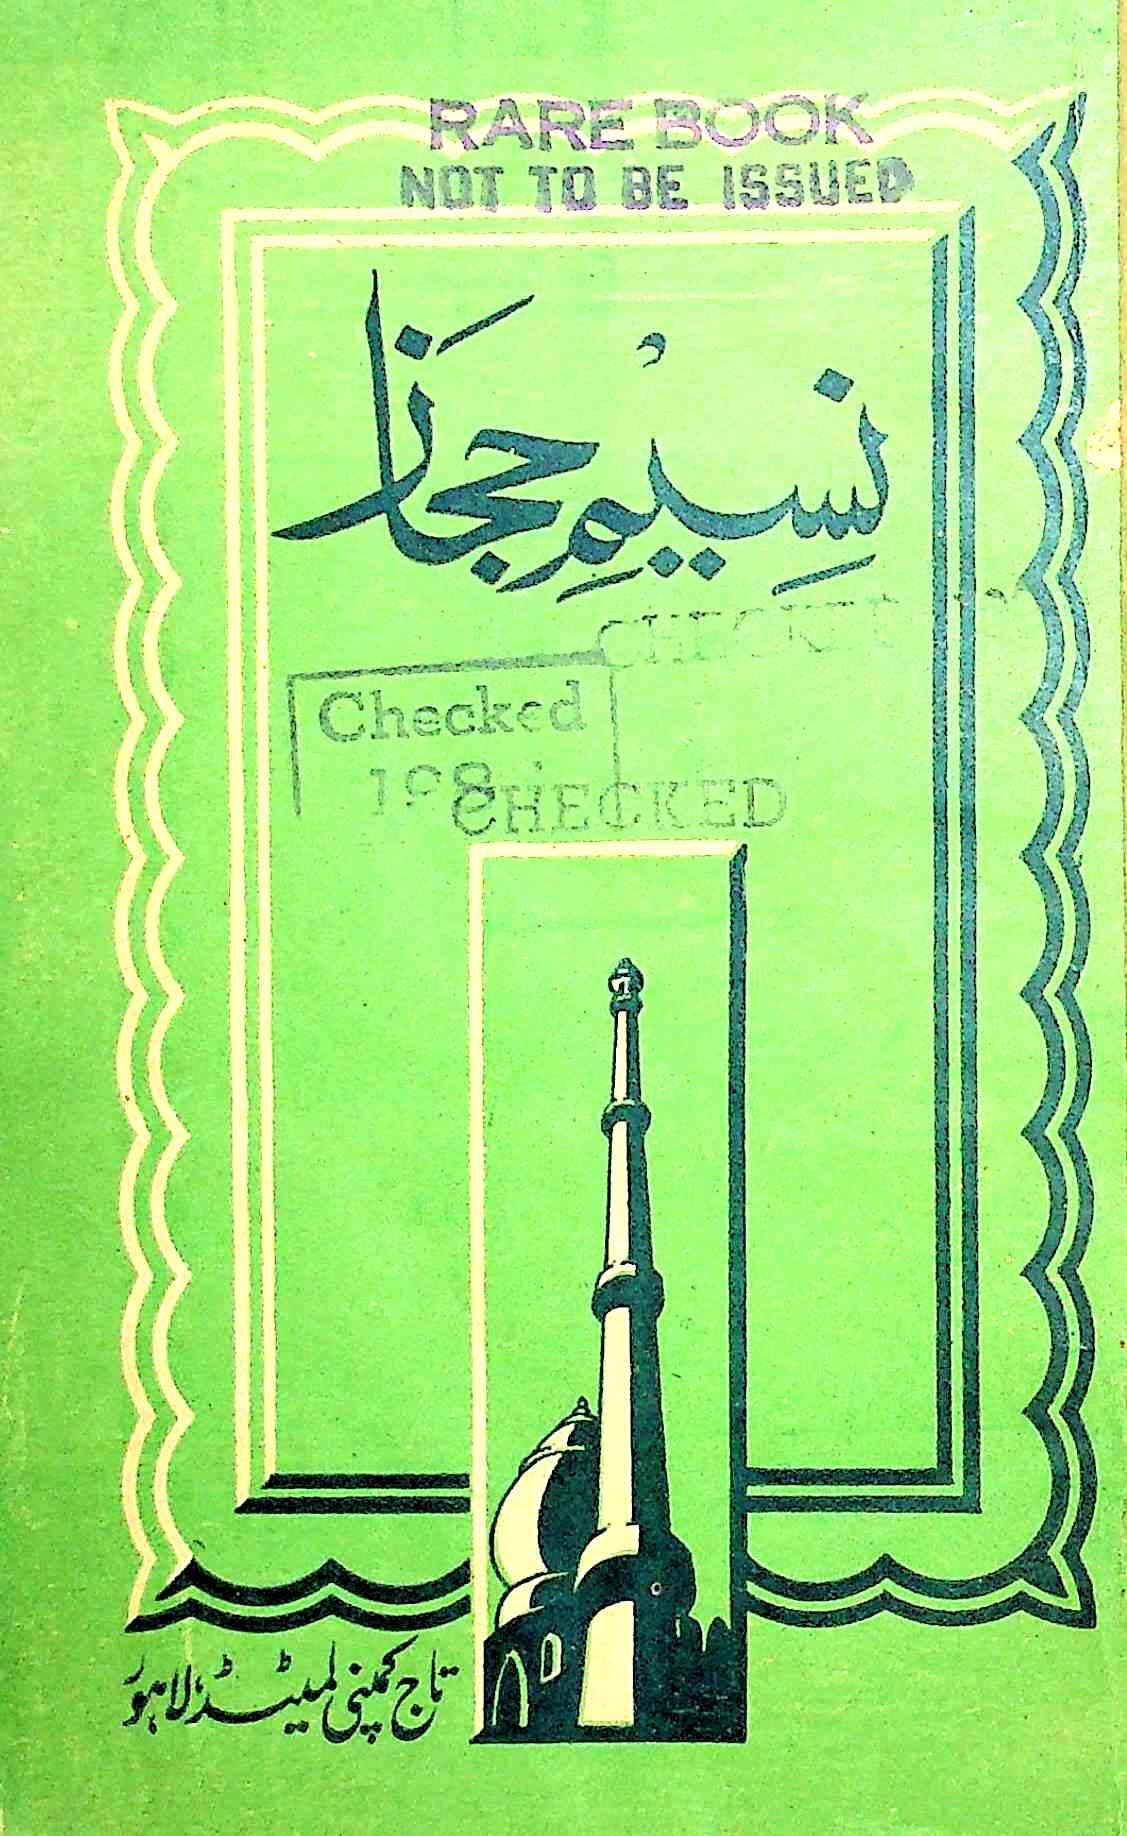 RARE BOOK
NOT TO BE ISSUED
نسیمِ حجاز
Checked
CHECKED
تاج کمپنی لمیٹڈ، لاہور